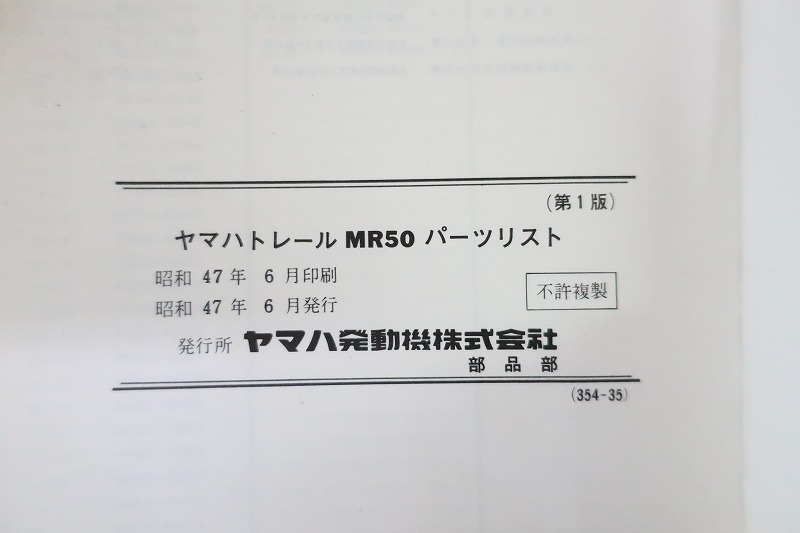 (第1版)
ヤマハトレール MR50 パーツリスト
昭和 47 年 6 月印刷
昭和 47 年 6 月発行
不許複製
発行所 ヤマハ発動機株式会社
部品部
(354-35)